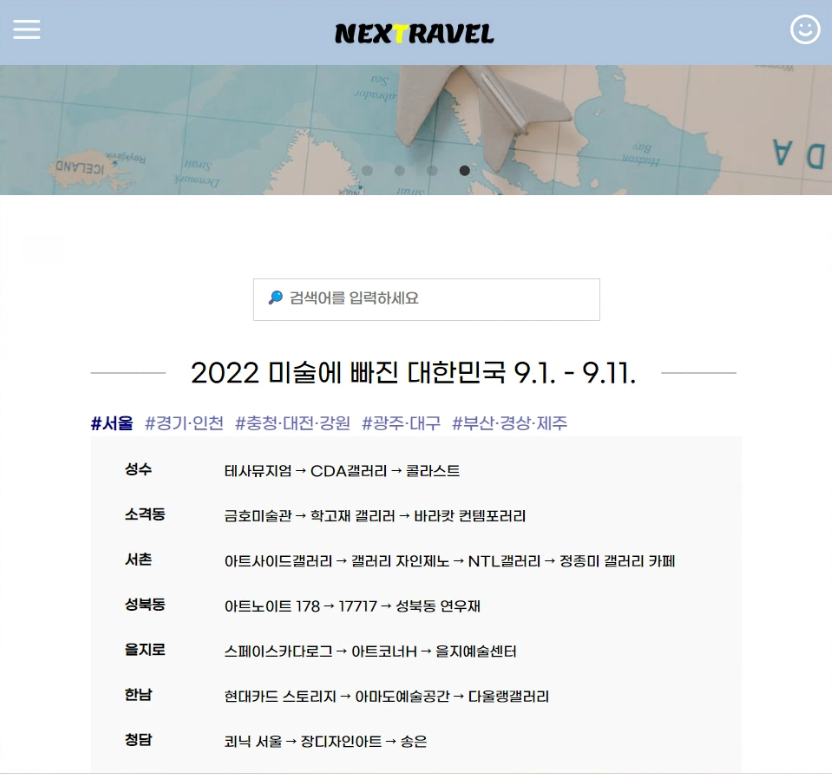 NEXTRAVEL
ICELAND
Reykjavik
Hudson
Bay
D A
🔎 검색어를 입력하세요
2022 미술에 빠진 대한민국 9.1. - 9.11.
#서울 #경기·인천 #충청·대전·강원 #광주·대구 #부산·경상·제주
성수 테사뮤지엄 → CDA갤러리 → 콜라스트
소격동 금호미술관 → 학고재 갤리러 → 바라캇 컨템포러리
서촌 아트사이드갤러리 → 갤러리 자인제노 → NTL갤러리 → 정종미 갤러리 카페
성북동 아트노이트 178 → 17717 → 성북동 연우재
을지로 스페이스카다로그 → 아트코너H → 을지예술센터
한남 현대카드 스토리지 → 아마도예술공간 → 다올랭갤러리
청담 쾨닉 서울 → 장디자인아트 → 송은